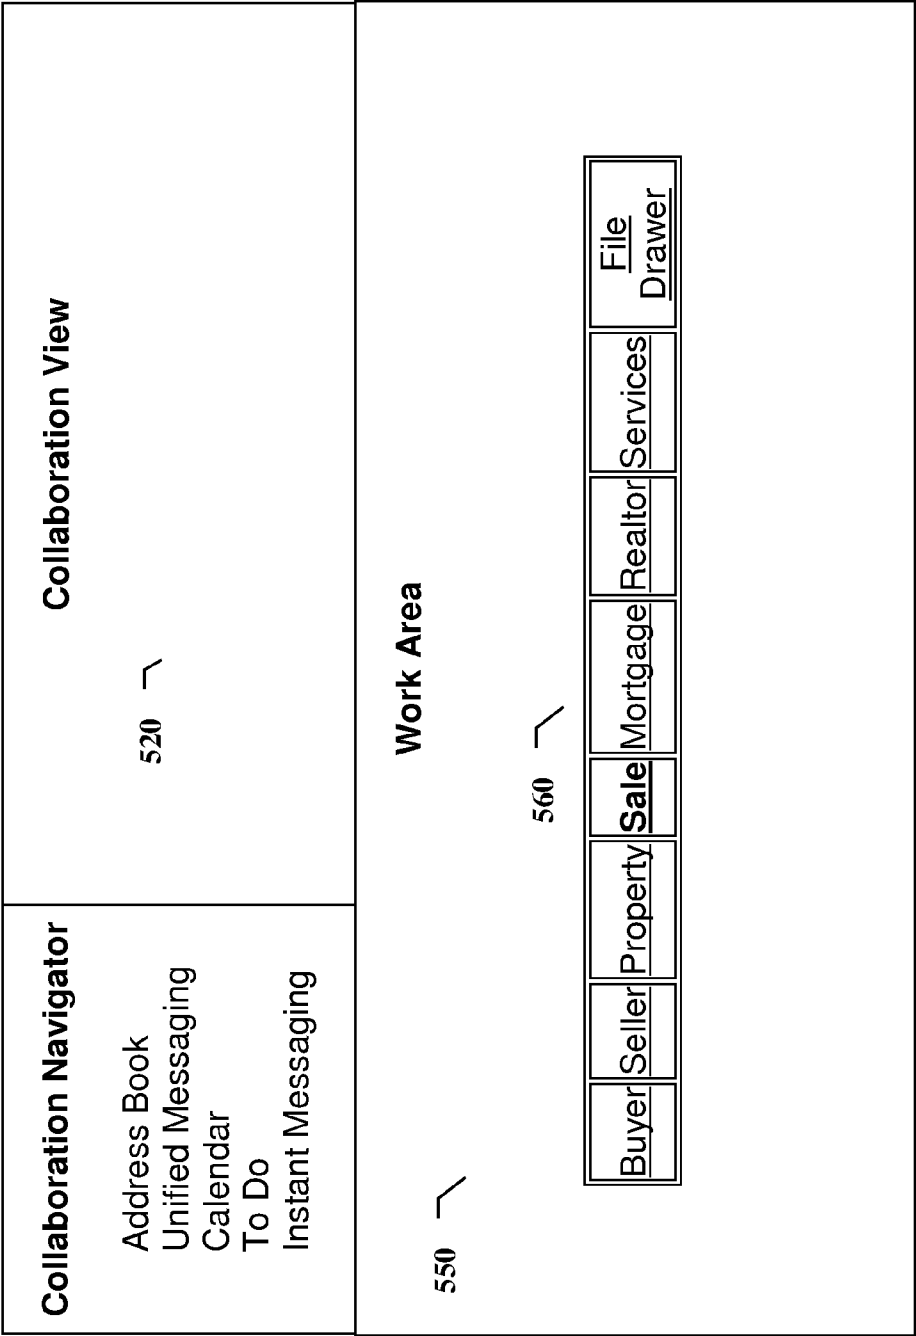 Collaboration Navigator
Address Book
Unified Messaging
Calendar
To Do
Instant Messaging
Collaboration View
520
Work Area
550
560
Buyer Seller Property Sale Mortgage Realtor Services File
Drawer